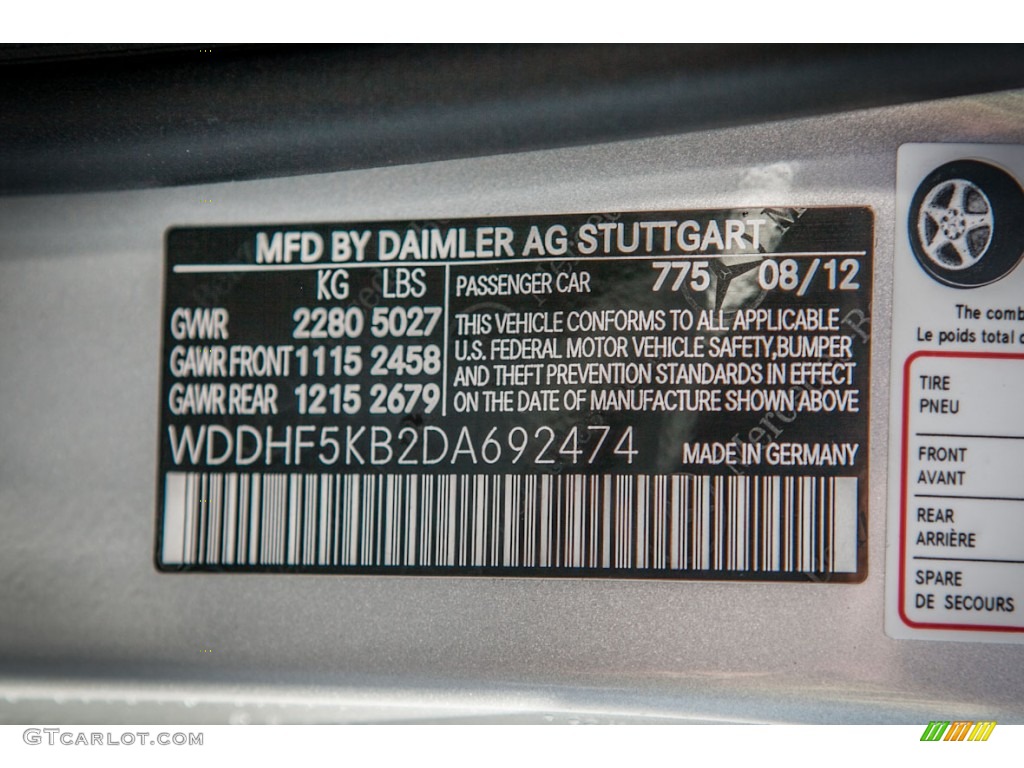 MFD BY DAIMLER AG STUTTGART
KG LBS
GVWR 2280 5027
GAWR FRONT 1115 2458
GAWR REAR 1215 2679
PASSENGER CAR 775 08/12
THIS VEHICLE CONFORMS TO ALL APPLICABLE
U.S. FEDERAL MOTOR VEHICLE SAFETY, BUMPER
AND THEFT PREVENTION STANDARDS IN EFFECT
ON THE DATE OF MANUFACTURE SHOWN ABOVE
WDDHF5KB2DA692474 MADE IN GERMANY
The comb
Le poids total
TIRE
PNEU
FRONT
AVANT
REAR
ARRIÈRE
SPARE
DE SECOURS
GTCARLOT.COM